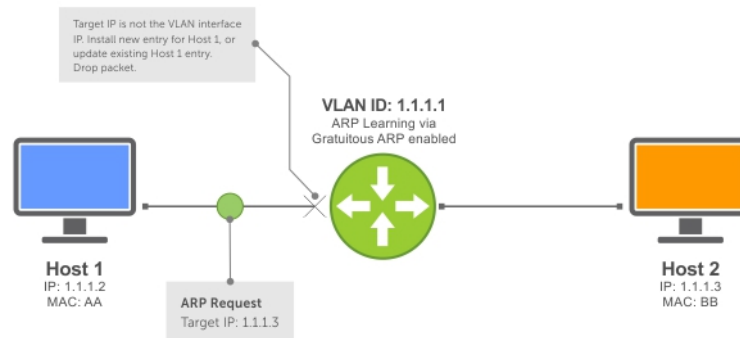 Target IP is not the VLAN interface
IP. Install new entry for Host 1, or
update existing Host 1 entry.
Drop packet.
VLAN ID: 1.1.1.1
ARP Learning via
Gratuitous ARP enabled
Host 1
IP: 1.1.1.2
MAC: AA
ARP Request
Target IP: 1.1.1.3
Host 2
IP: 1.1.1.3
MAC: BB